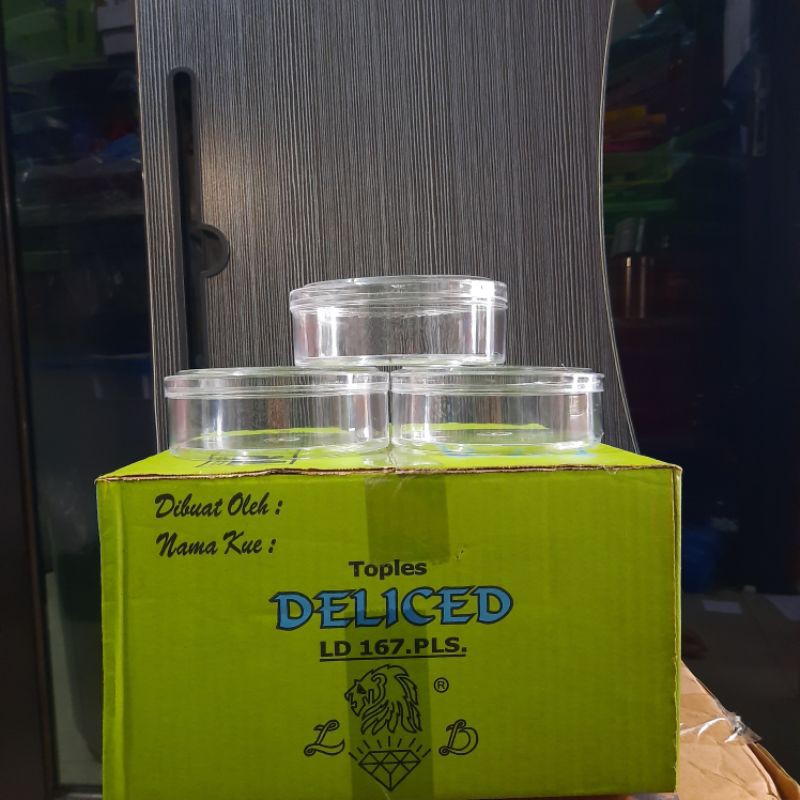 Dibuat Oleh :
Nama Kue :
Toples
DELICED
LD 167.PLS.
®
L D